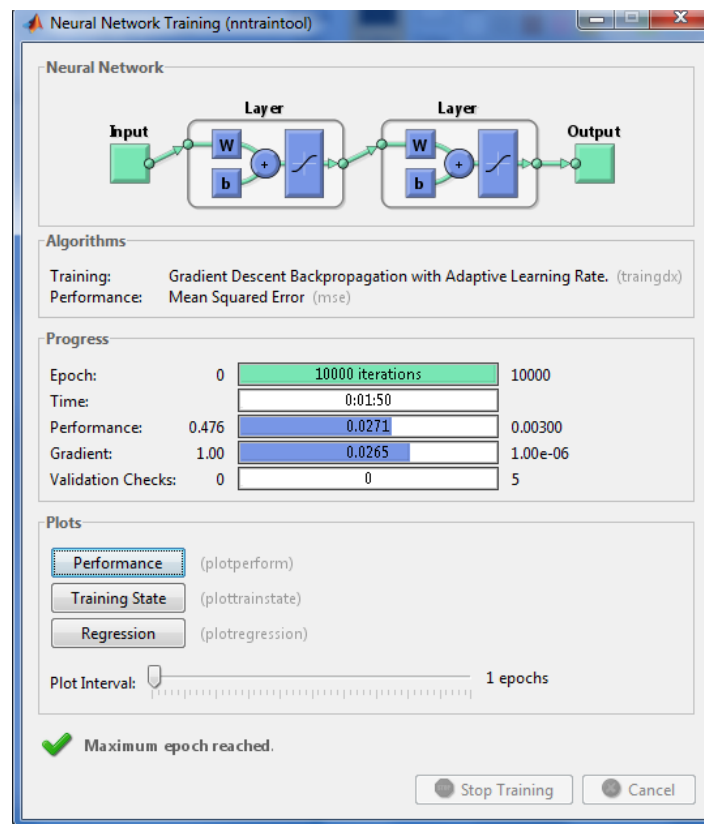 Neural Network Training (nntraintool)
Neural Network
Layer Layer
Input Output
W W
+ +
b b
Algorithms
Training: Gradient Descent Backpropagation with Adaptive Learning Rate. (traingdx)
Performance: Mean Squared Error (mse)
Progress
Epoch: 0 10000 iterations 10000
Time: 0:01:50
Performance: 0.476 0.0271 0.00300
Gradient: 1.00 0.0265 1.00e-06
Validation Checks: 0 0 5
Plots
Performance (plotperform)
Training State (plottrainstate)
Regression (plotregression)
Plot Interval: 1 epochs
Maximum epoch reached.
Stop Training Cancel